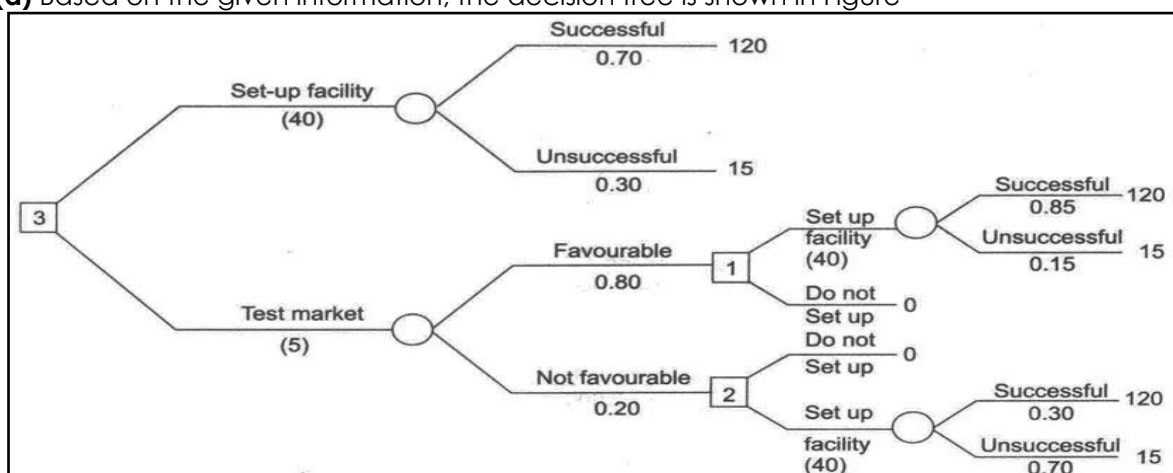 (a) Based on the given information, the decision tree is shown in Figure
Successful
0.70
120
Set-up facility
(40)
Unsuccessful
0.30
15
3
Successful
0.85
120
Set up
facility
(40)
Unsuccessful
0.15
15
Favourable
0.80
1
Do not
Set up
0
Test market
(5)
Do not
Set up
0
Not favourable
0.20
2
Successful
0.30
120
Set up
facility
(40)
Unsuccessful
0.70
15